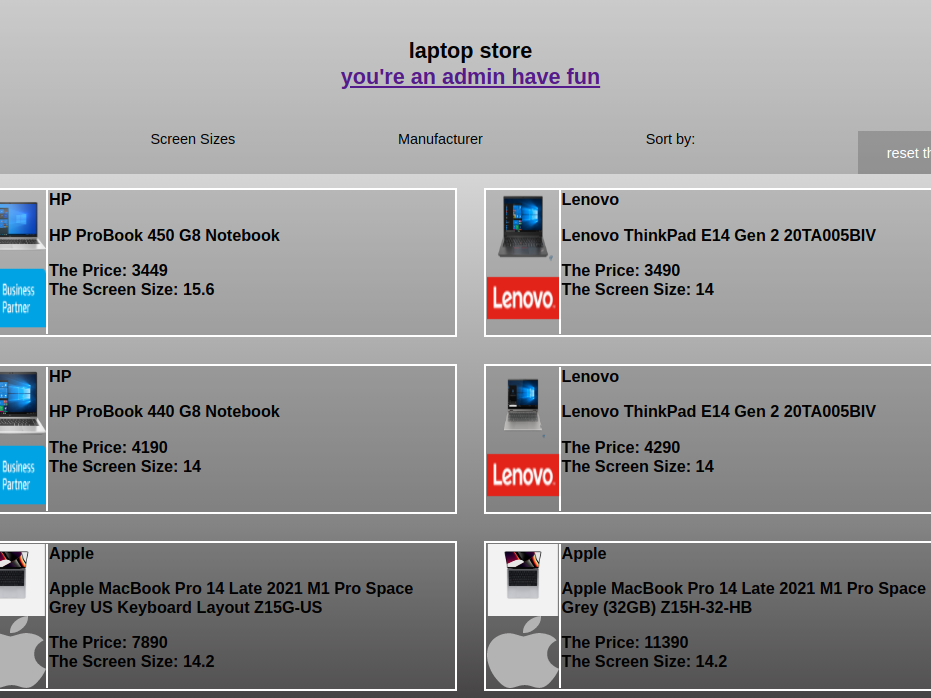 laptop store
you're an admin have fun
Screen Sizes
Manufacturer
Sort by:
reset th
HP
HP ProBook 450 G8 Notebook
The Price: 3449
The Screen Size: 15.6
Business
Partner
Lenovo
Lenovo ThinkPad E14 Gen 2 20TA005BIV
The Price: 3490
The Screen Size: 14
Lenovo.
HP
HP ProBook 440 G8 Notebook
The Price: 4190
The Screen Size: 14
Business
Partner
Lenovo
Lenovo ThinkPad E14 Gen 2 20TA005BIV
The Price: 4290
The Screen Size: 14
Lenovo.
Apple
Apple MacBook Pro 14 Late 2021 M1 Pro Space
Grey US Keyboard Layout Z15G-US
The Price: 7890
The Screen Size: 14.2
Apple
Apple MacBook Pro 14 Late 2021 M1 Pro Space
Grey (32GB) Z15H-32-HB
The Price: 11390
The Screen Size: 14.2